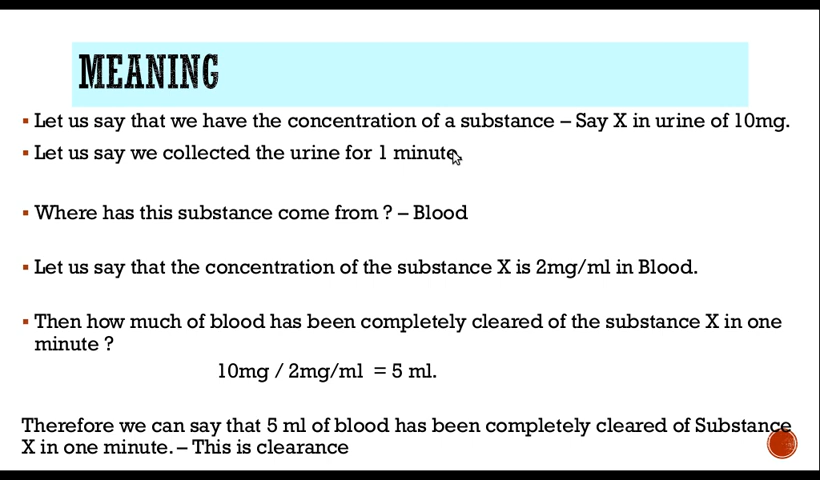 MEANING
▪ Let us say that we have the concentration of a substance – Say X in urine of 10mg.
▪ Let us say we collected the urine for 1 minute.
▪ Where has this substance come from ? – Blood
▪ Let us say that the concentration of the substance X is 2mg/ml in Blood.
▪ Then how much of blood has been completely cleared of the substance X in one
minute ?
10mg / 2mg/ml = 5 ml.
Therefore we can say that 5 ml of blood has been completely cleared of Substance
X in one minute. – This is clearance